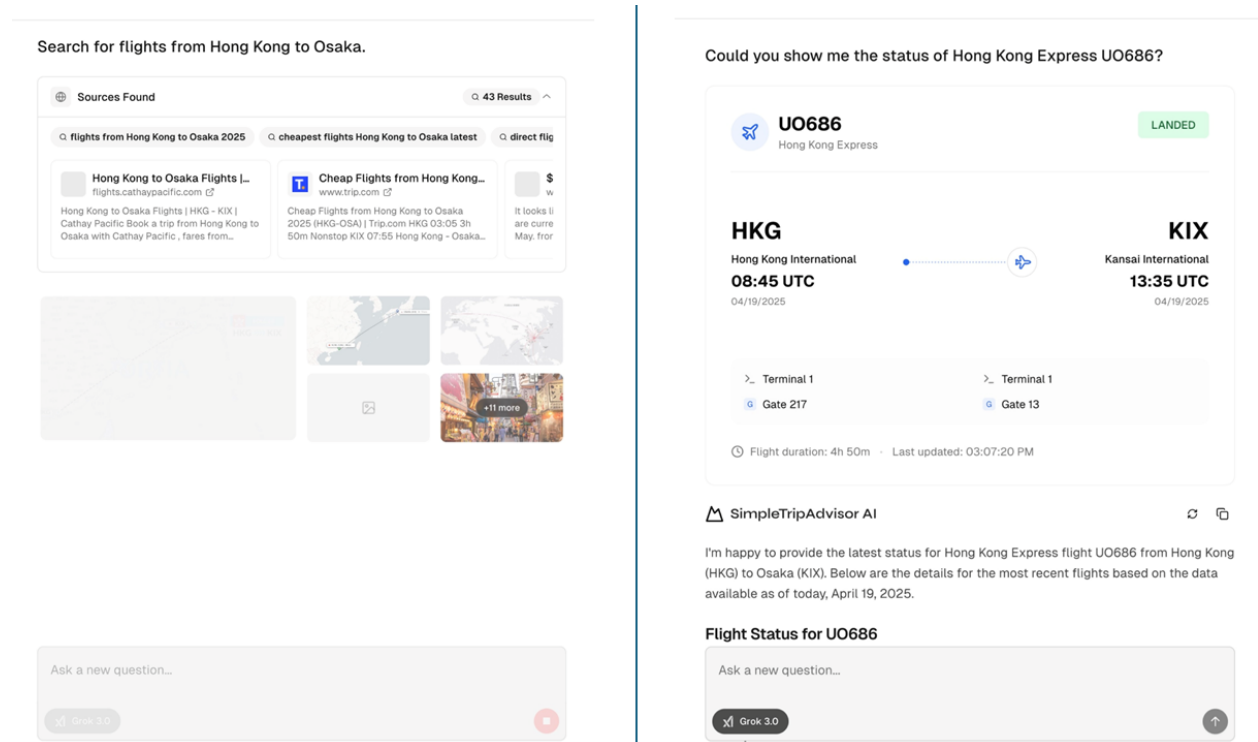 Search for flights from Hong Kong to Osaka.
Sources Found
43 Results
flights from Hong Kong to Osaka 2025
cheapest flights Hong Kong to Osaka latest
direct flig
Hong Kong to Osaka Flights |...
flights.cathaypacific.com
Hong Kong to Osaka Flights | HKG - KIX |
Cathay Pacific Book a trip from Hong Kong to
Osaka with Cathay Pacific , fares from...
T.
Cheap Flights from Hong Kong...
www.trip.com
Cheap Flights from Hong Kong to Osaka
2025 (HKG-OSA) | Trip.com HKG 03:05 3h
50m Nonstop KIX 07:55 Hong Kong - Osaka...
$
w
It looks li
are curre
May. fror
+11 more
Ask a new question...
Grok 3.0
Could you show me the status of Hong Kong Express UO686?
UO686
Hong Kong Express
LANDED
HKG
Hong Kong International
08:45 UTC
04/19/2025
KIX
Kansai International
13:35 UTC
04/19/2025
Terminal 1
G Gate 217
Terminal 1
G Gate 13
Flight duration: 4h 50m · Last updated: 03:07:20 PM
SimpleTripAdvisor AI
I'm happy to provide the latest status for Hong Kong Express flight UO686 from Hong Kong
(HKG) to Osaka (KIX). Below are the details for the most recent flights based on the data
available as of today, April 19, 2025.
Flight Status for UO686
Ask a new question...
Grok 3.0